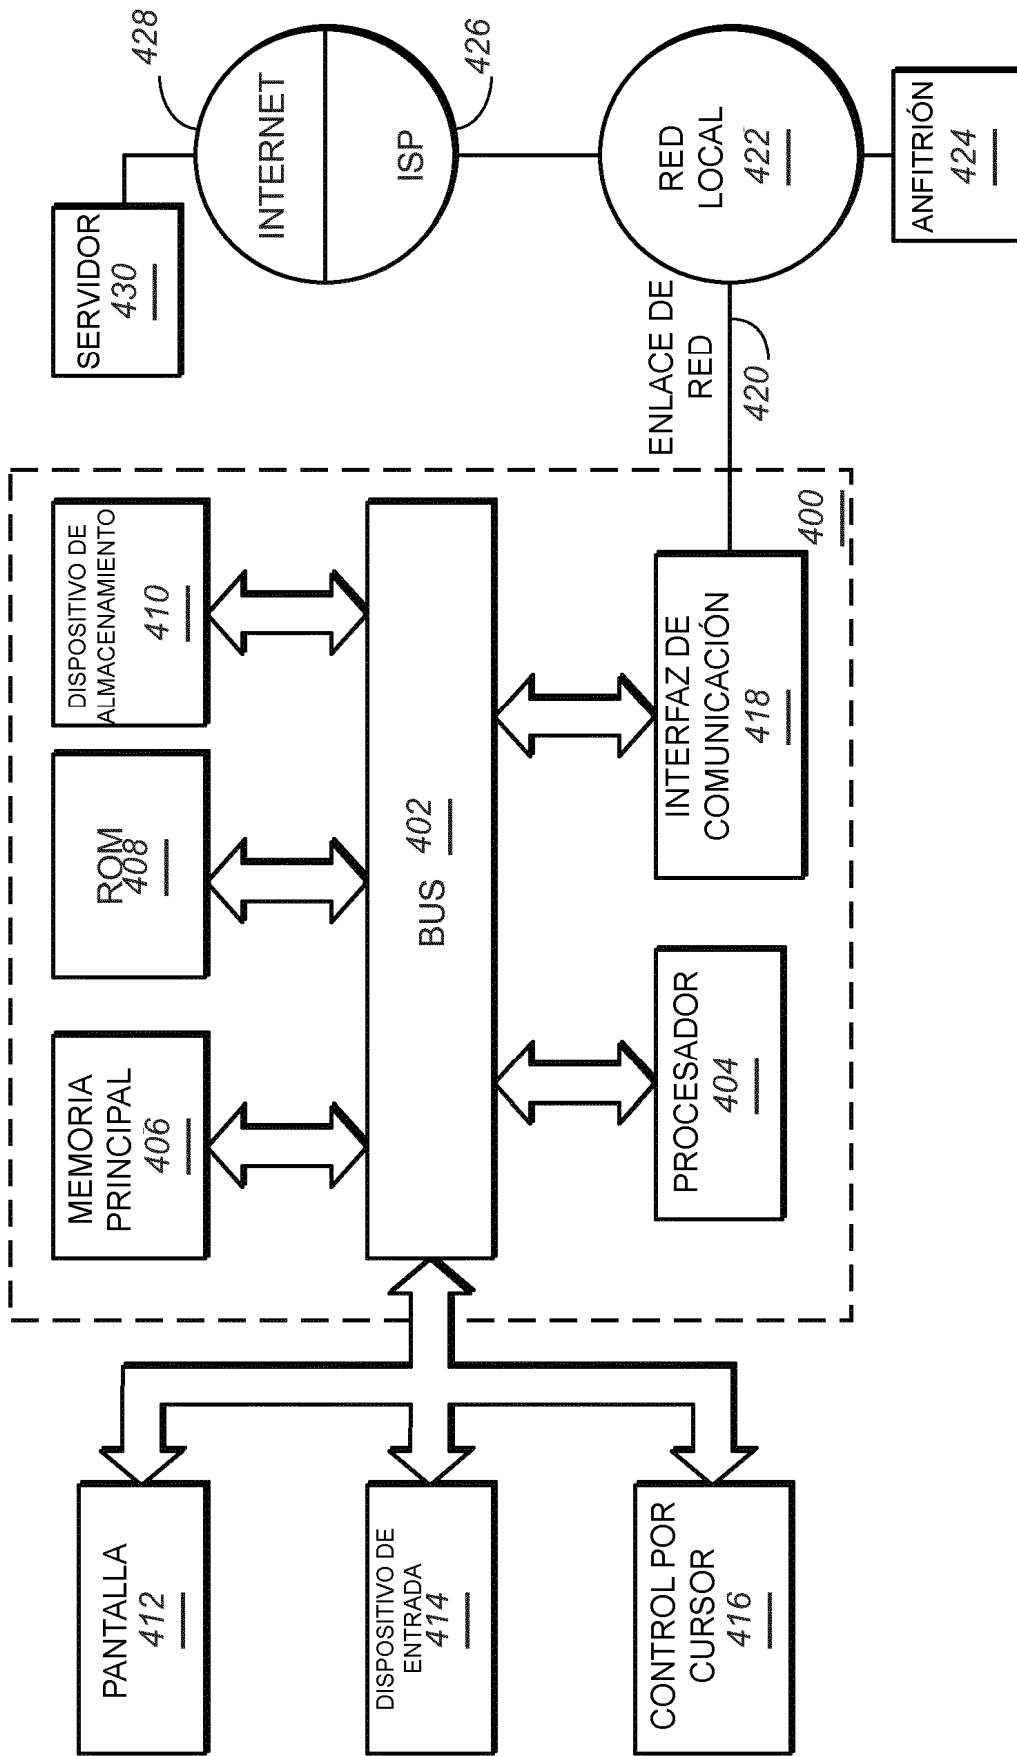 PANTALLA
412
DISPOSITIVO DE
ENTRADA
414
CONTROL POR
CURSOR
416
MEMORIA
PRINCIPAL
406
ROM
408
DISPOSITIVO DE
ALMACENAMIENTO
410
BUS 402
PROCESADOR
404
INTERFAZ DE
COMUNICACIÓN
418
400
SERVIDOR
430
428
INTERNET
ISP
426
ENLACE DE
RED
420
RED
LOCAL
422
ANFITRIÓN
424